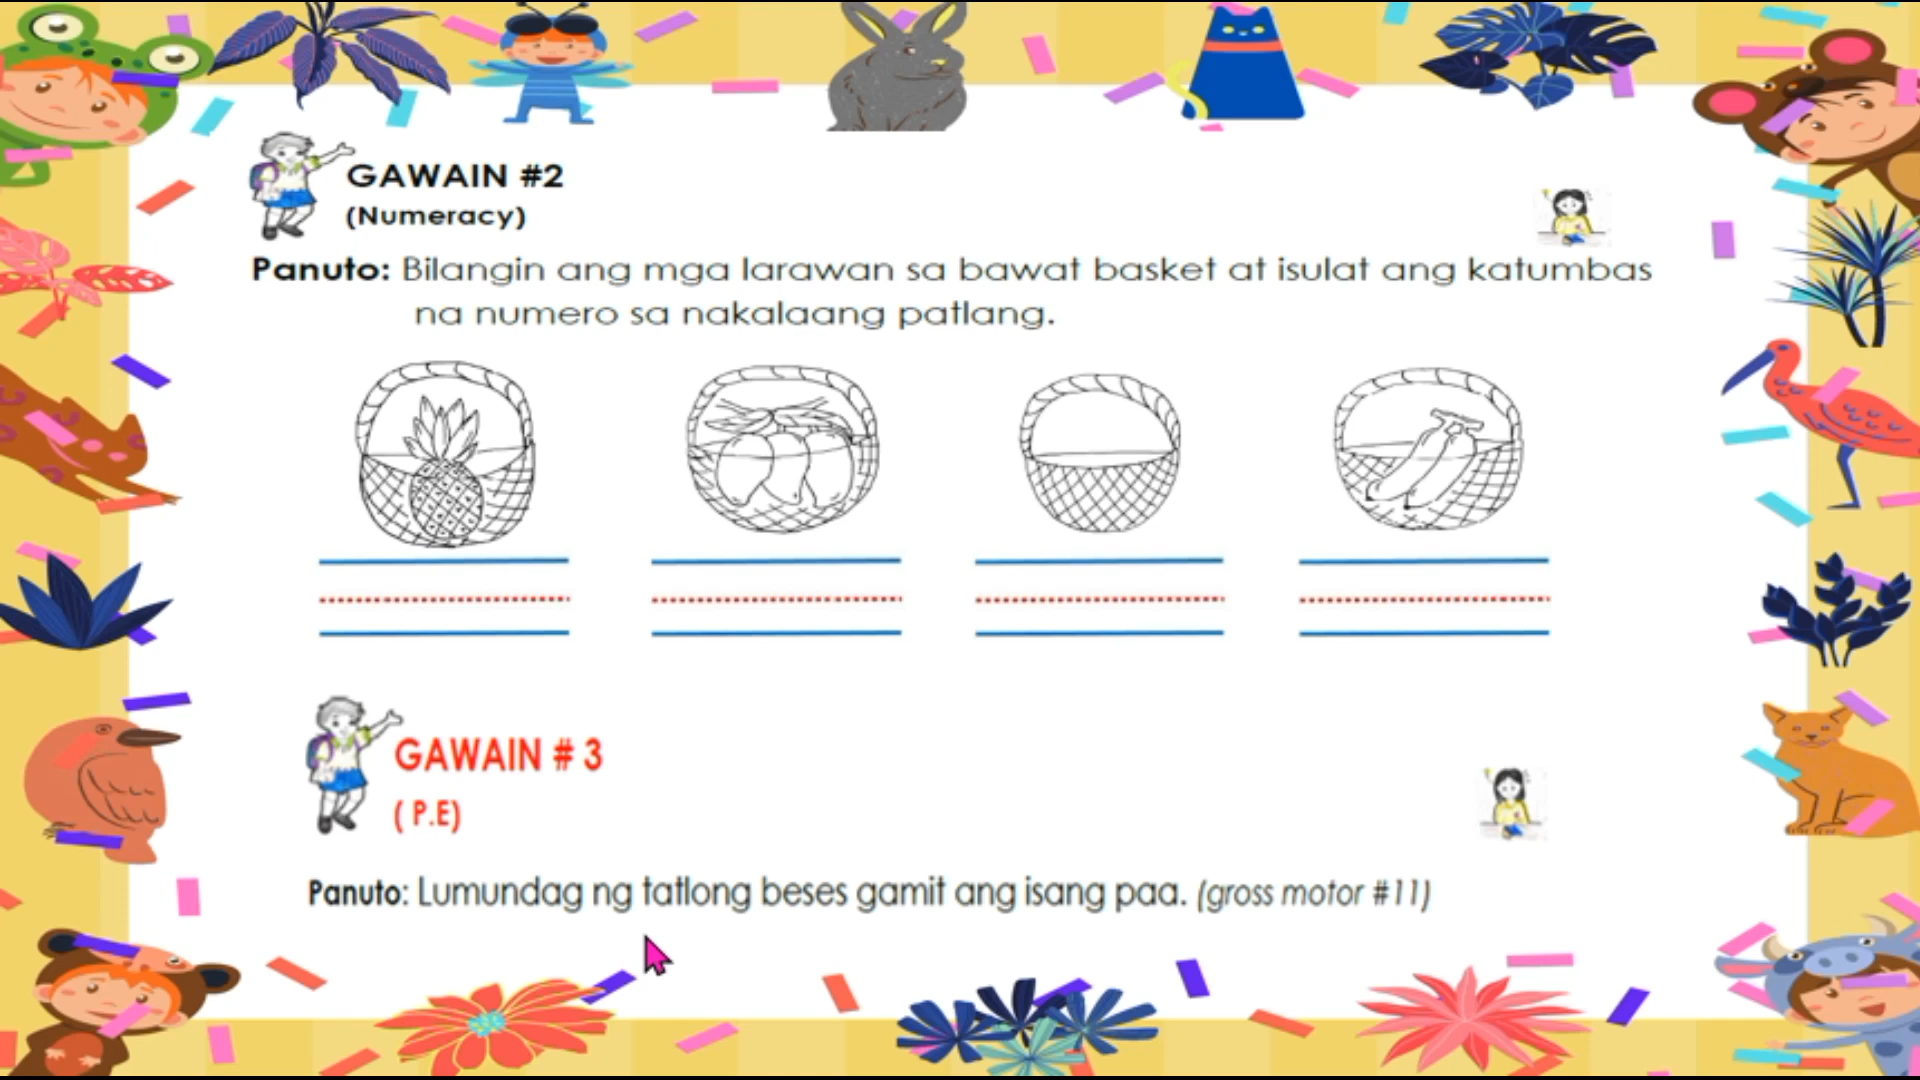 GAWAIN #2
(Numeracy)
Panuto: Bilangin ang mga larawan sa bawat basket at isulat ang katumbas
na numero sa nakalaang patlang.
GAWAIN # 3
( P.E)
Panuto: Lumundag ng tatlong beses gamit ang isang paa. (gross motor #11)